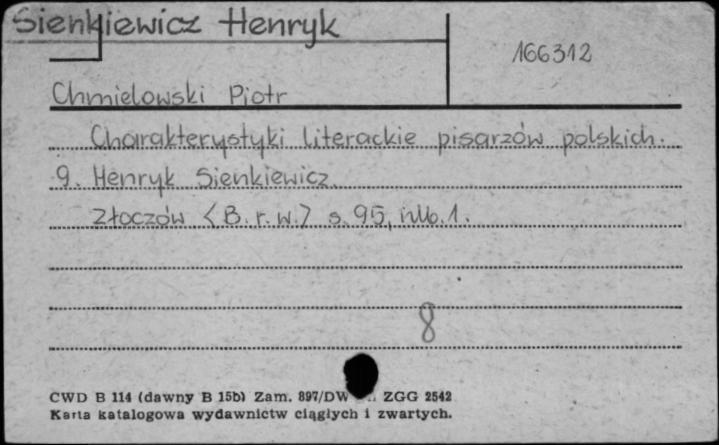 Sienkiewicz Henryk
166312
Chmielowski Piotr
Charakterystyki literackie pisarzów polskich.
9. Henryk Sienkiewicz.
Złoczów <B.r.w.> s. 95, nlb. 1.
8
CWD B 114 (dawny B 15b) Zam. 897/DW ZGG 2542
Karta katalogowa wydawnictw ciągłych i zwartych.